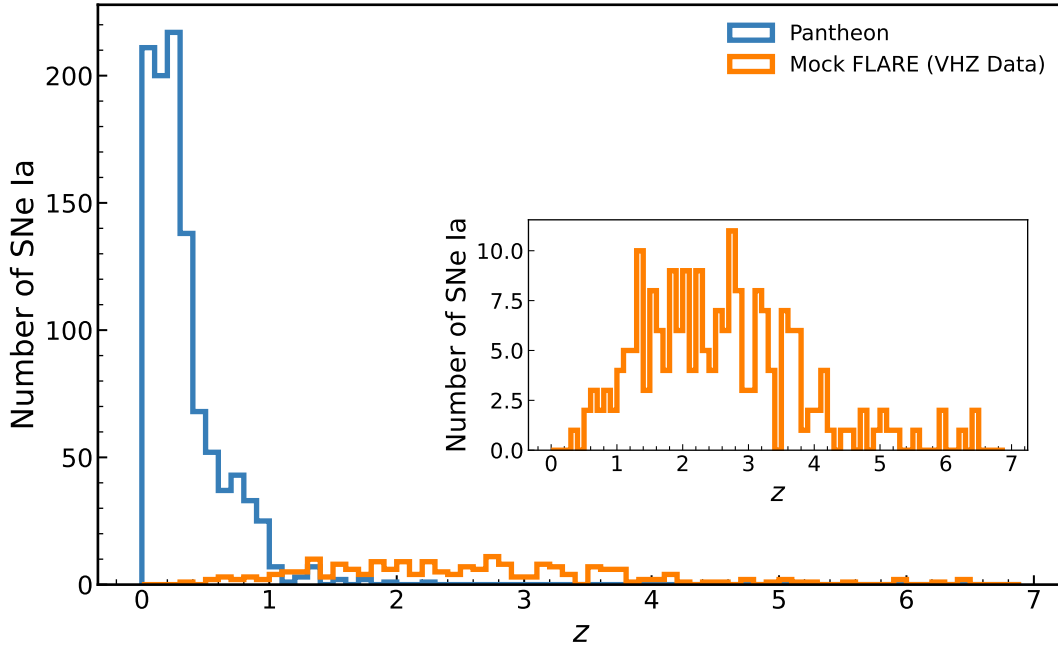 Number of SNe Ia
200
150
100
50
0
0 1 2 3 4 5 6 7
z
Pantheon
Mock FLARE (VHZ Data)
Number of SNe Ia
10.0
7.5
5.0
2.5
0.0
0 1 2 3 4 5 6 7
z